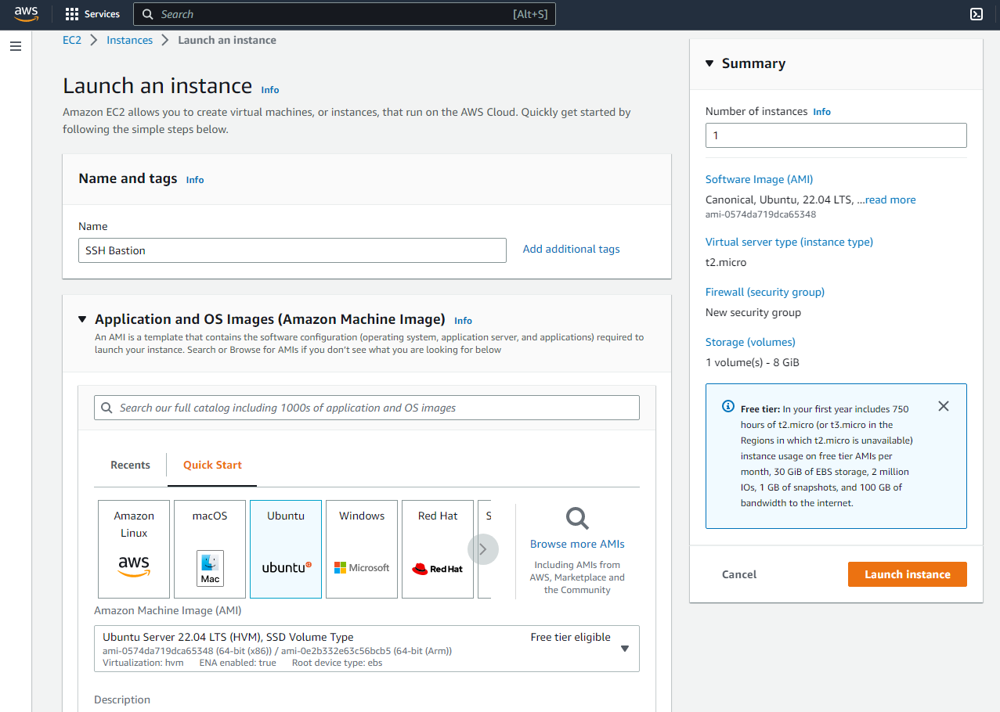 aws
Services
Search
[Alt+S]
EC2 > Instances > Launch an instance
Launch an instance Info
Amazon EC2 allows you to create virtual machines, or instances, that run on the AWS Cloud. Quickly get started by
following the simple steps below.
Name and tags Info
Name
SSH Bastion
Add additional tags
Application and OS Images (Amazon Machine Image) Info
An AMI is a template that contains the software configuration (operating system, application server, and applications) required to
launch your instance. Search or Browse for AMIs if you don't see what you are looking for below
Search our full catalog including 1000s of application and OS images
Recents
Quick Start
Amazon
Linux
aws
macOS
Mac
Ubuntu
ubuntu
Windows
Microsoft
Red Hat
Red Hat
S
Browse more AMIs
Including AMIs from
AWS, Marketplace and
the Community
Amazon Machine Image (AMI)
Ubuntu Server 22.04 LTS (HVM), SSD Volume Type
Free tier eligible
ami-0574da719dca65348 (64-bit (x86)) / ami-0e2b332e63c56bcb5 (64-bit (Arm))
Virtualization: hvm ENA enabled: true Root device type: ebs
Description
Summary
Number of instances Info
1
Software Image (AMI)
Canonical, Ubuntu, 22.04 LTS, ...read more
ami-0574da719dca65348
Virtual server type (instance type)
t2.micro
Firewall (security group)
New security group
Storage (volumes)
1 volume(s) - 8 GiB
Free tier: In your first year includes 750
hours of t2.micro (or t3.micro in the
Regions in which t2.micro is unavailable)
instance usage on free tier AMIs per
month, 30 GiB of EBS storage, 2 million
IOs, 1 GB of snapshots, and 100 GB of
bandwidth to the internet.
Cancel
Launch instance